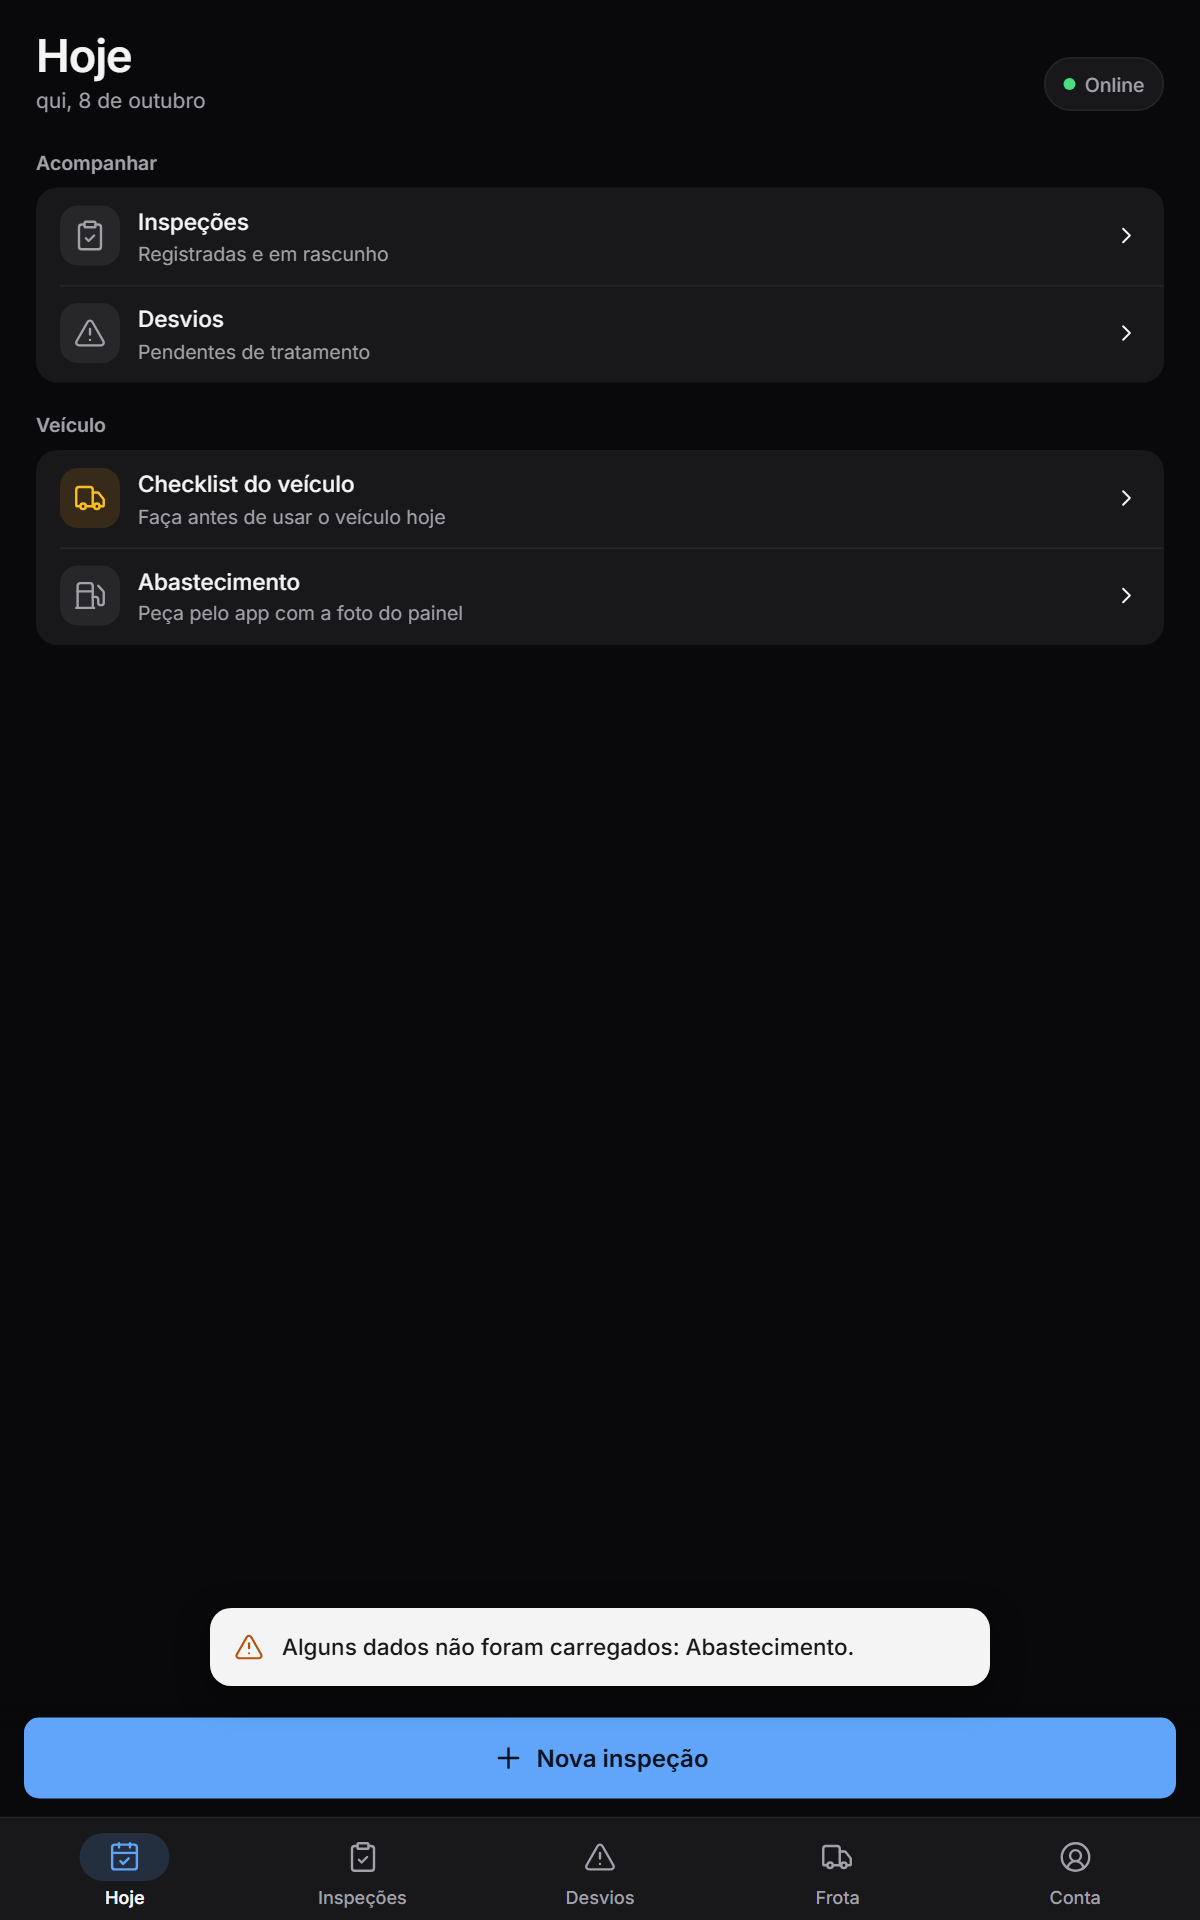 Hoje
qui, 8 de outubro
Online
Acompanhar
Inspeções
Registradas e em rascunho
Desvios
Pendentes de tratamento
Veículo
Checklist do veículo
Faça antes de usar o veículo hoje
Abastecimento
Peça pelo app com a foto do painel
Alguns dados não foram carregados: Abastecimento.
Nova inspeção
Hoje
Inspeções
Desvios
Frota
Conta